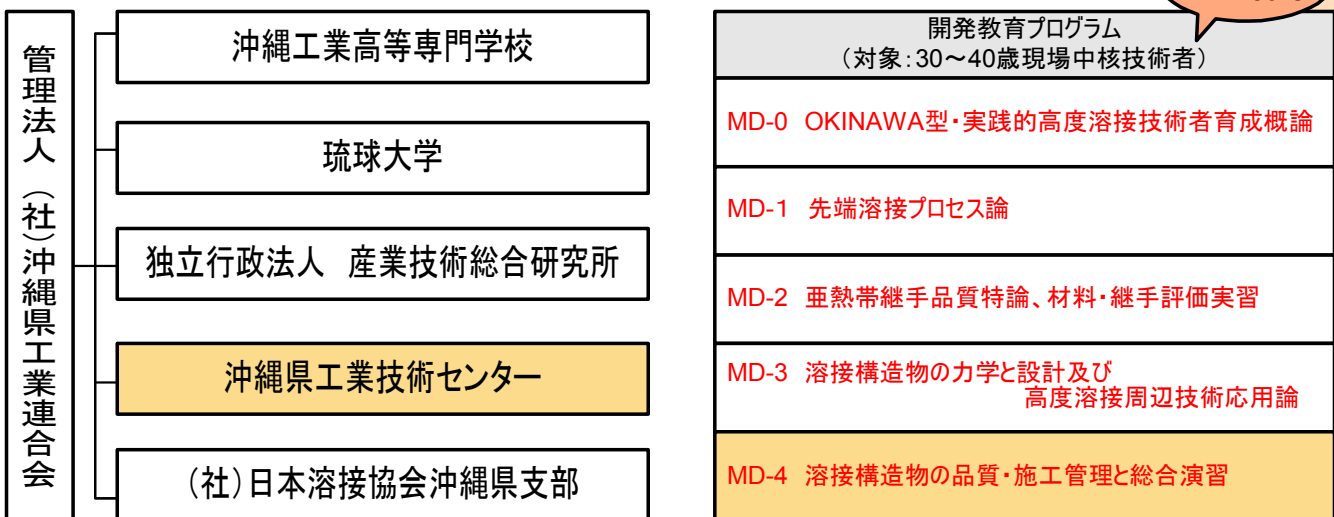 管理法人 （社）沖縄県工業連合会
沖縄工業高等専門学校
琉球大学
独立行政法人　産業技術総合研究所
沖縄県工業技術センター
（社）日本溶接協会沖縄県支部
開発教育プログラム
（対象：30～40歳現場中核技術者）
MD-0 OKINAWA型・実践的高度溶接技術者育成概論
MD-1 先端溶接プロセス論
MD-2 亜熱帯継手品質特論、材料・継手評価実習
MD-3 溶接構造物の力学と設計及び
高度溶接周辺技術応用論
MD-4 溶接構造物の品質・施工管理と総合演習